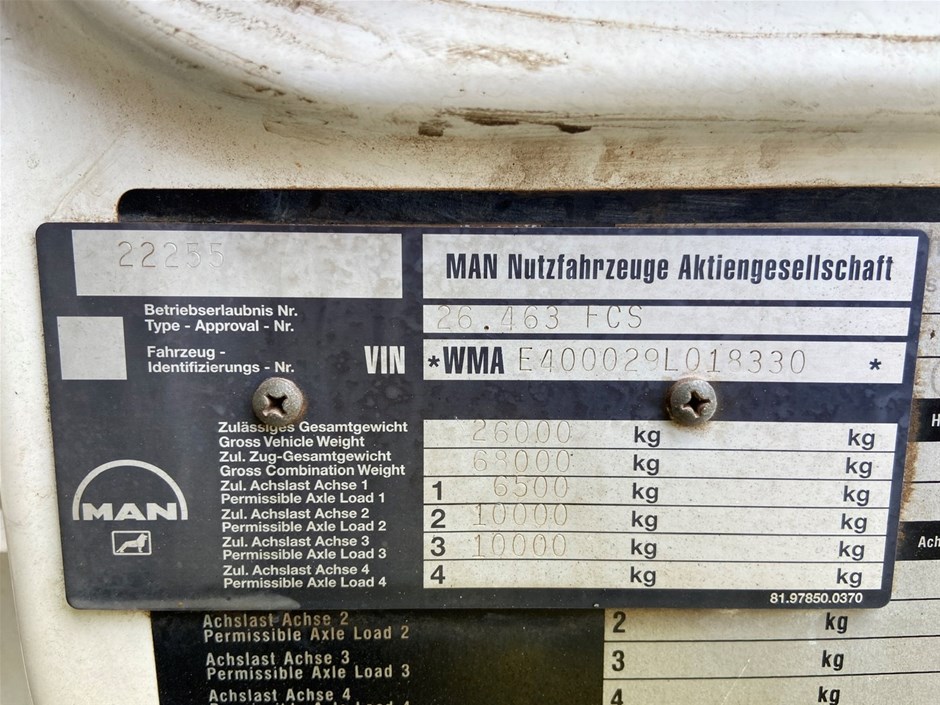 22255
MAN Nutzfahrzeuge Aktiengesellschaft
Betriebserlaubnis Nr.
Type - Approval - Nr.
26.463 FCS
Fahrzeug -
Identifizierungs - Nr.
VIN *WMA E400029L018330 *
Zulässiges Gesamtgewicht
Gross Vehicle Weight
26000 kg kg
Zul. Zug-Gesamtgewicht
Gross Combination Weight
68000 kg kg
Zul. Achslast Achse 1
Permissible Axle Load 1
1 6500 kg kg
Zul. Achslast Achse 2
Permissible Axle Load 2
2 10000 kg kg
Zul. Achslast Achse 3
Permissible Axle Load 3
3 10000 kg kg
Zul. Achslast Achse 4
Permissible Axle Load 4
4 kg kg
MAN
81.97850.0370
Achslast Achse 2
Permissible Axle Load 2
2 kg
Achslast Achse 3
Permissible Axle Load 3
3 kg
Achslast Achse 4
4 kg